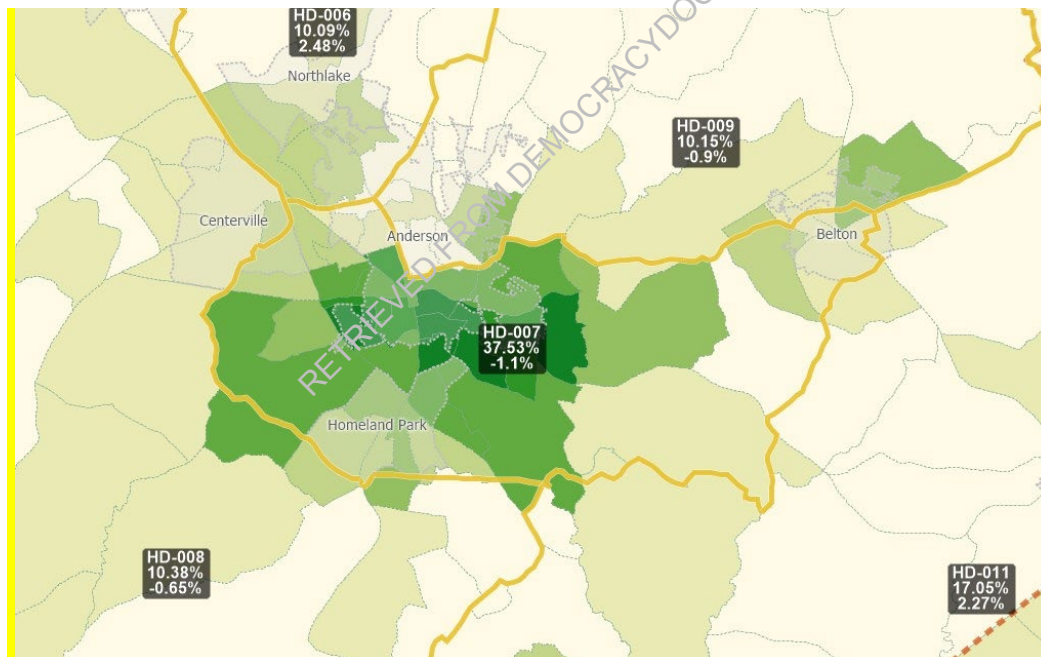 HD-006
10.09%
2.48%
Northlake
HD-009
10.15%
-0.9%
Centerville
Anderson
Belton
HD-007
37.53%
-1.1%
Homeland Park
HD-008
10.38%
-0.65%
HD-011
17.05%
2.27%
RETRIEVED FROM DEMOCRACYDOC